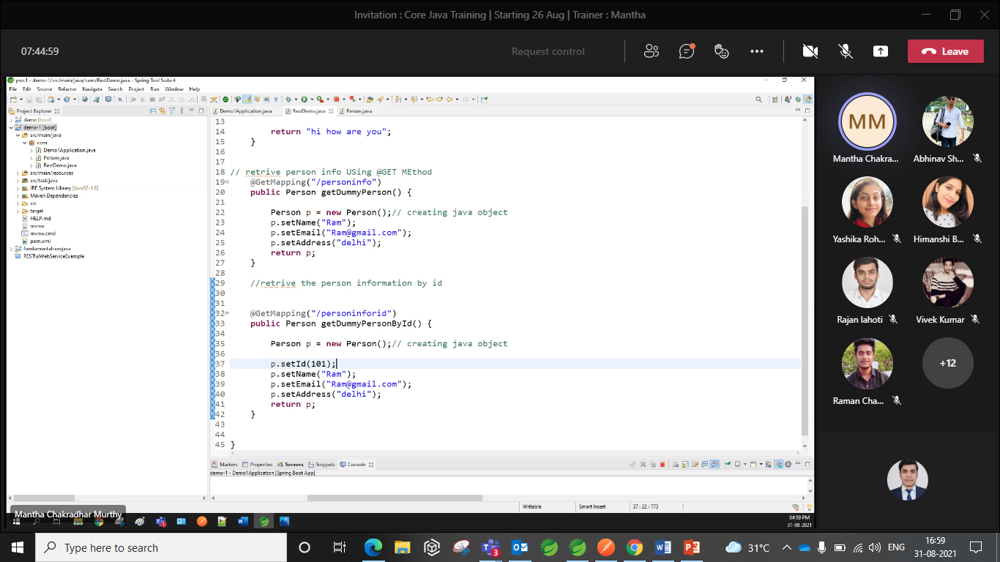 Invitation : Core Java Training | Starting 26 Aug | Trainer : Mantha
07:44:59
Request control
Leave
pwc1 - demo-1/src/main/java/com/RestDemo.java - Spring Tool Suite 4
File Edit Source Refactor Navigate Search Project Run Window Help
Project Explorer
demo [boot]
demo-1 [boot]
src/main/java
com
Demo1Application.java
Person.java
RestDemo.java
src/main/resources
src/test/java
JRE System Library [JavaSE-1.8]
Maven Dependencies
src
target
HELP.md
mvnw
mvnw.cmd
pom.xml
fundamentalcorejava
RESTfulWebServiceExample
Demo1Application.java RestDemo.java Person.java
13
14 return "hi how are you";
15 }
16
17
18 // retrive person info USing @GET MEthod
19 @GetMapping("/personinfo")
20 public Person getDummyPerson() {
21
22 Person p = new Person();// creating java object
23 p.setName("Ram");
24 p.setEmail("Ram@gmail.com");
25 p.setAddress("delhi");
26 return p;
27 }
28
29 //retrive the person information by id
30
31
32 @GetMapping("/personinforid")
33 public Person getDummyPersonById() {
34
35 Person p = new Person();// creating java object
36
37 p.setId(101);
38 p.setName("Ram");
39 p.setEmail("Ram@gmail.com");
40 p.setAddress("delhi");
41 return p;
42 }
43
44
45 }
Markers Properties Servers Snippets Console
demo-1 - Demo1Application [Spring Boot App]
Writable Smart Insert 37 : 22 : 773
Mantha Chakradhar Murthy
04:59 PM
31-08-2021
MM
Mantha Chakra...
Abhinav Sh...
Yashika Roh...
Himanshi B...
Rajan lahoti
Vivek Kumar
Raman Cha...
+12
Type here to search
3
31°C
ENG
16:59
31-08-2021